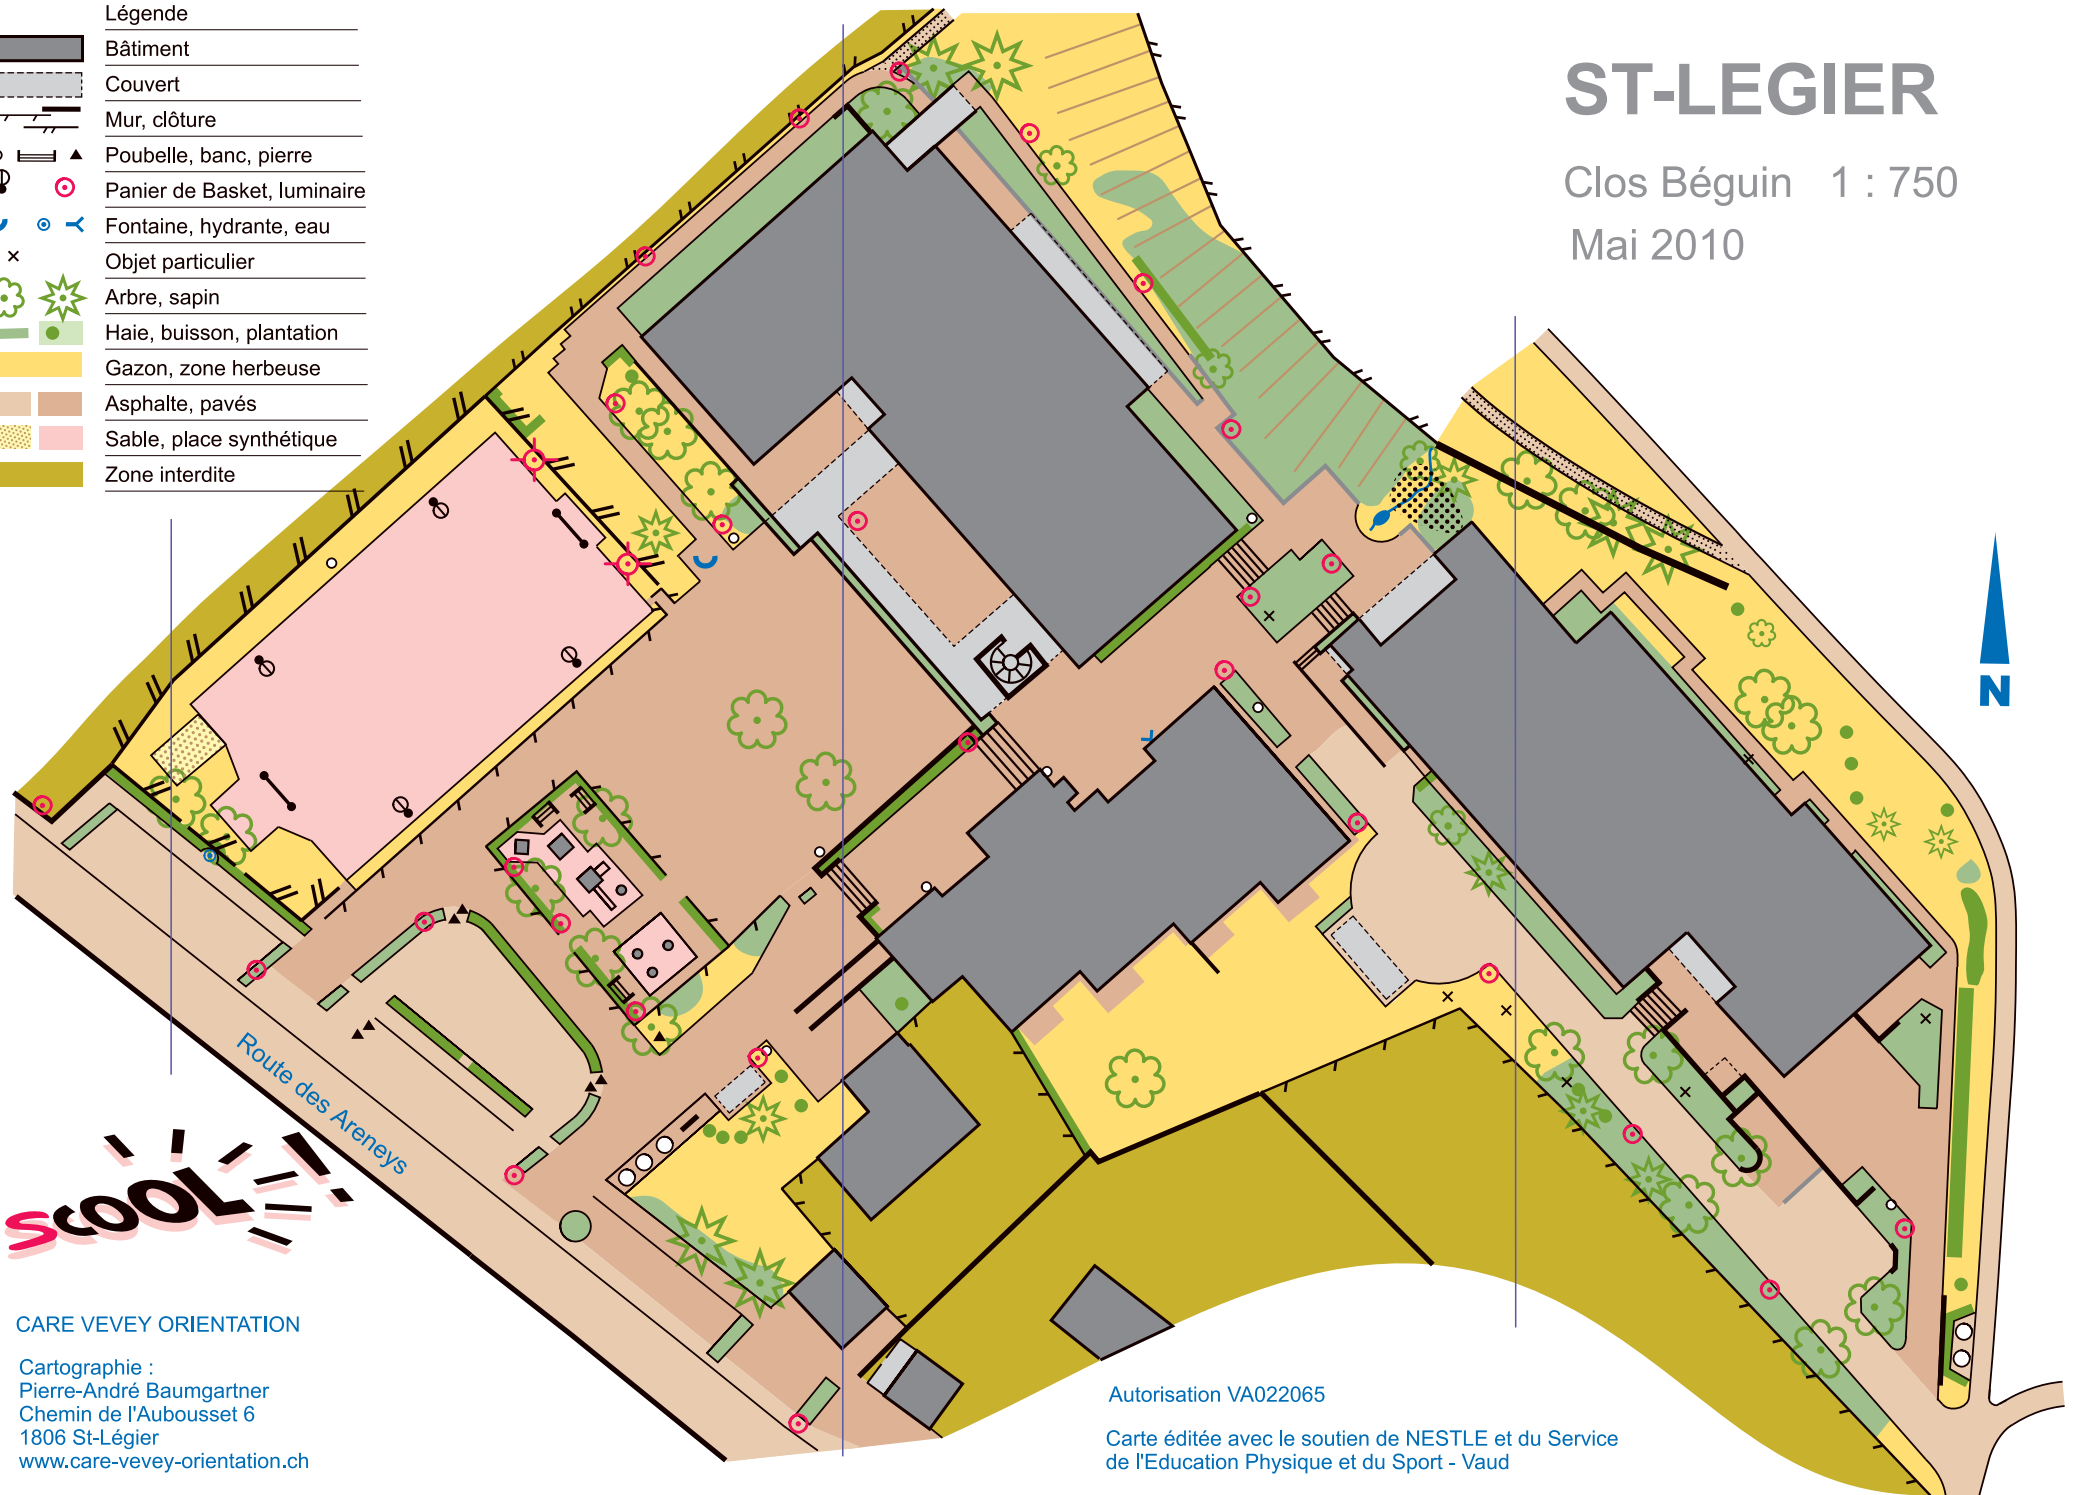 Légende
Bâtiment
Couvert
Mur, clôture
Poubelle, banc, pierre
Panier de Basket, luminaire
Fontaine, hydrante, eau
Objet particulier
Arbre, sapin
Haie, buisson, plantation
Gazon, zone herbeuse
Asphalte, pavés
Sable, place synthétique
Zone interdite
ST-LEGIER
Clos Béguin 1 : 750
Mai 2010
N
Route des Areneys
scOOL!
CARE VEVEY ORIENTATION
Cartographie :
Pierre-André Baumgartner
Chemin de l'Aubousset 6
1806 St-Légier
www.care-vevey-orientation.ch
Autorisation VA022065
Carte éditée avec le soutien de NESTLE et du Service
de l'Education Physique et du Sport - Vaud